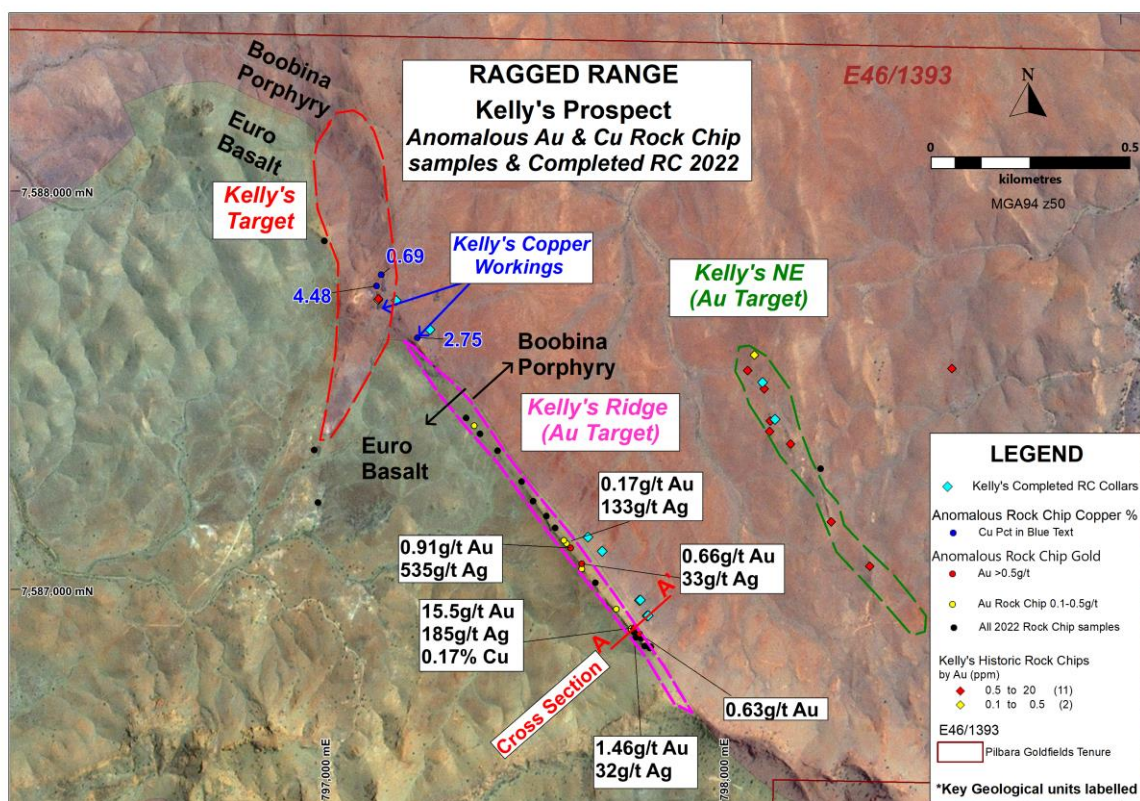 RAGGED RANGE
Kelly's Prospect
Anomalous Au & Cu Rock Chip
samples & Completed RC 2022
E46/1393
N
0
0.5
kilometres
MGA94 z50
Boobina
Porphyry
Euro
Basalt
7,588,000 mN
Kelly's
Target
Kelly's Copper
Workings
0.69
4.48
2.75
Kelly's NE
(Au Target)
Boobina
Porphyry
Kelly's Ridge
(Au Target)
Euro
Basalt
0.17g/t Au
133g/t Ag
0.91g/t Au
535g/t Ag
0.66g/t Au
33g/t Ag
7,587,000 mN
15.5g/t Au
185g/t Ag
0.17% Cu
A
A'
Cross Section
0.63g/t Au
1.46g/t Au
32g/t Ag
797,000 mE
798,000 mE
LEGEND
Kelly's Completed RC Collars
Anomalous Rock Chip Copper %
Cu Pct in Blue Text
Anomalous Rock Chip Gold
Au >0.5g/t
Au Rock Chip 0.1-0.5g/t
All 2022 Rock Chip samples
Kelly's Historic Rock Chips
by Au (ppm)
0.5 to 20 (11)
0.1 to 0.5 (2)
E46/1393
Pilbara Goldfields Tenure
*Key Geological units labelled